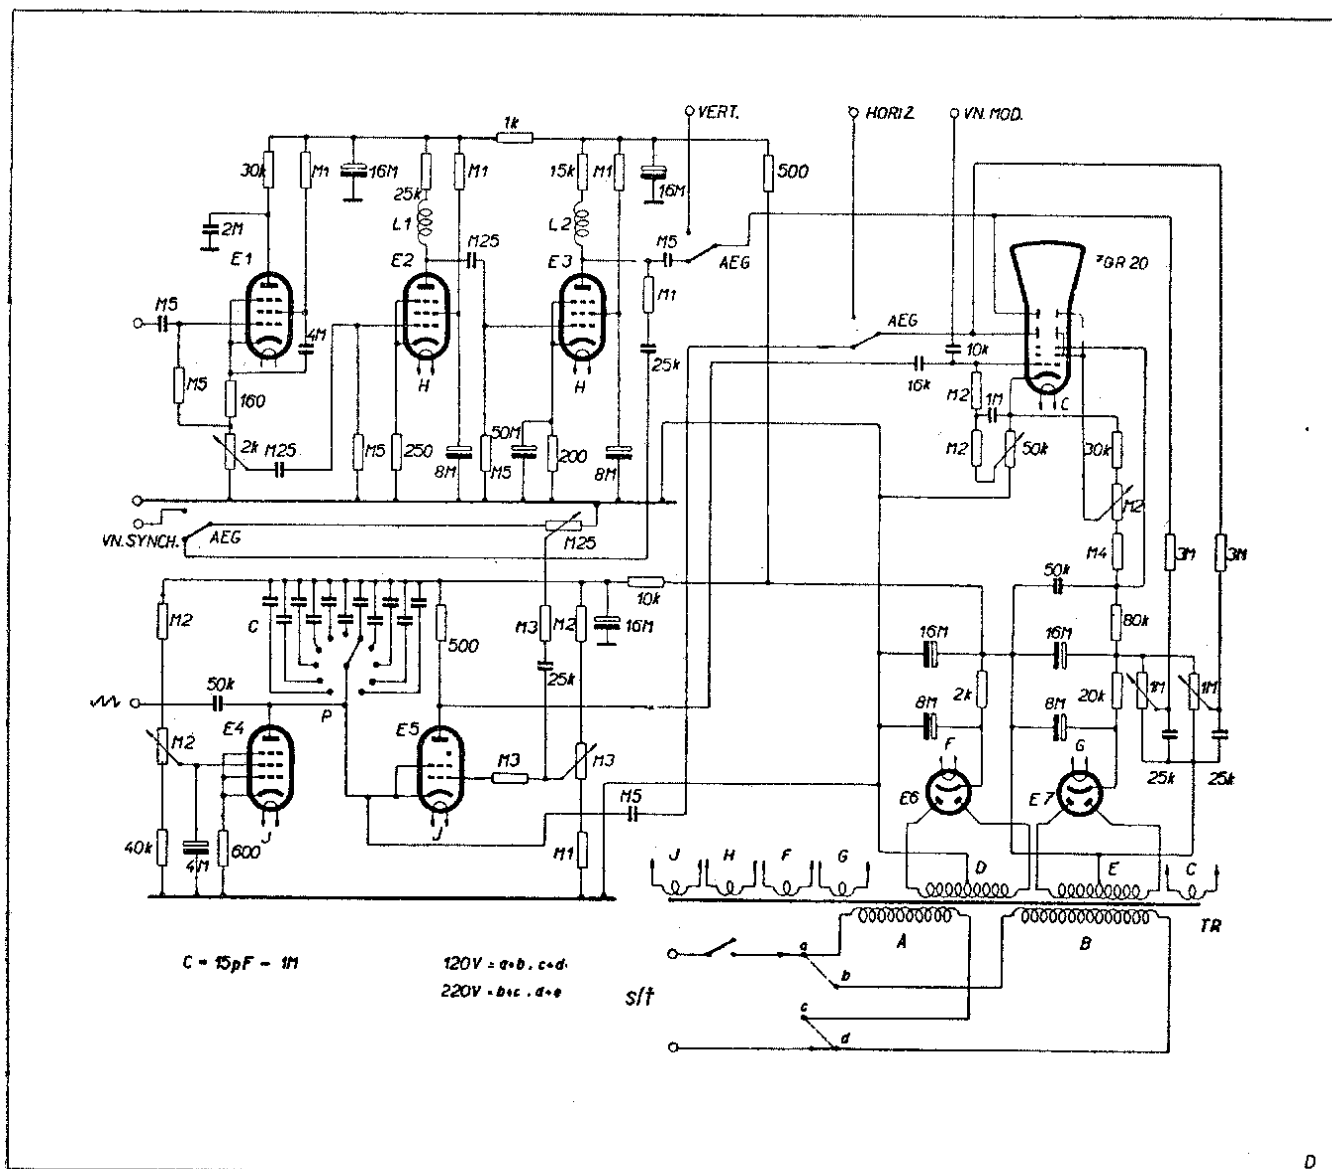 VERT.
HORIZ
VN. MOD.
1k
30k
M1
16M
25k
M1
15k
M1
16M
500
2M
L1
L2
M25
M5
AEG
7QR20
E1
E2
E3
M5
M1
AEG
10k
4M
25k
16k
H
H
M5
160
M2
1M
C
2k
M25
M5
250
8M
50M
M5
200
8M
M2
50k
30k
M2
VN. SYNCH.
AEG
M25
M4
3M
3M
50k
M2
C
10k
500
M3
M2
16M
80k
16M
16M
50k
25k
2k
20k
1M
1M
P
8M
8M
E4
E5
F
G
M2
M3
M3
25k
25k
E6
E7
J
J
M5
40k
4M
600
M1
J
H
F
G
D
E
C
TR
A
B
C = 15pF - 1M
120V = a+b, c+d.
220V = b+c, d+e
síť
a
b
c
d
D